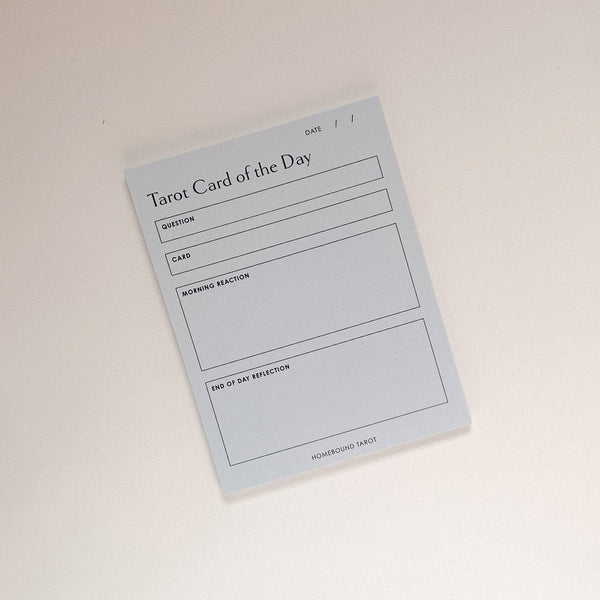 DATE / /
Tarot Card of the Day
QUESTION
CARD
MORNING REACTION
END OF DAY REFLECTION
HOMEBOUND TAROT